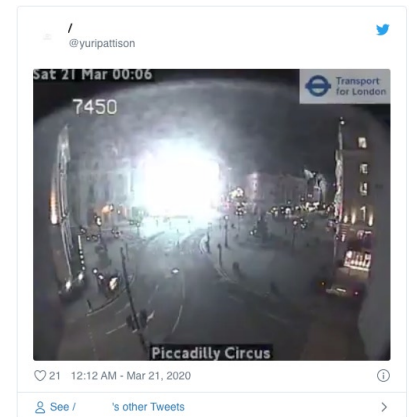 /
@yuripattison
Sat 21 Mar 00:06
7450
Transport
for London
Piccadilly Circus
21 12:12 AM - Mar 21, 2020
See / 's other Tweets